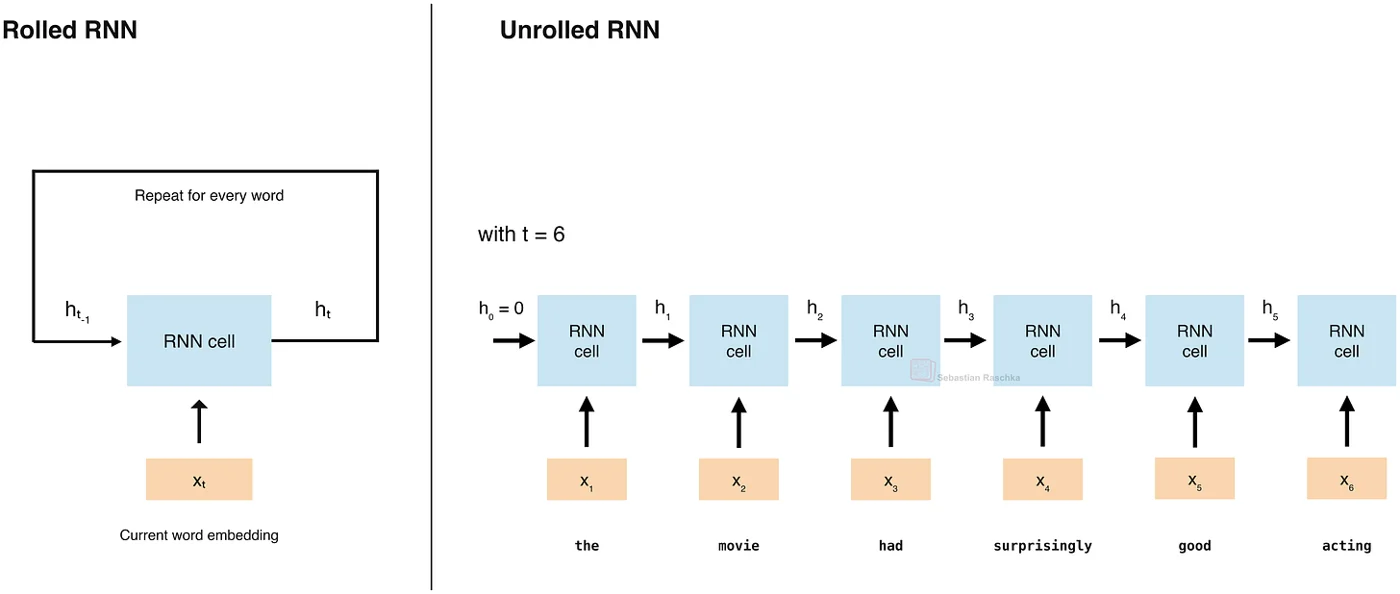 Rolled RNN
Repeat for every word
hₜ₋₁
hₜ
RNN cell
xₜ
Current word embedding
Unrolled RNN
with t = 6
h₀ = 0
h₁
h₂
h₃
h₄
h₅
RNN
cell
RNN
cell
RNN
cell
RNN
cell
RNN
cell
RNN
cell
Sebastian Raschka
x₁
x₂
x₃
x₄
x₅
x₆
the
movie
had
surprisingly
good
acting